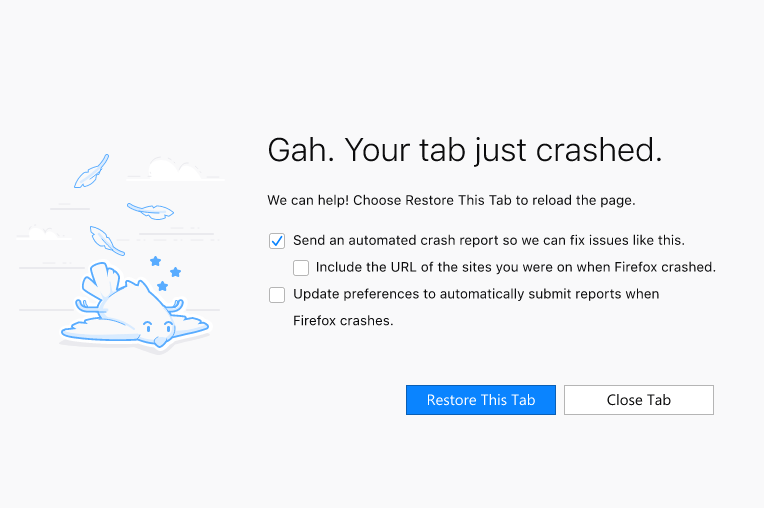 Gah. Your tab just crashed.
We can help! Choose Restore This Tab to reload the page.
Send an automated crash report so we can fix issues like this.
Include the URL of the sites you were on when Firefox crashed.
Update preferences to automatically submit reports when
Firefox crashes.
Restore This Tab
Close Tab